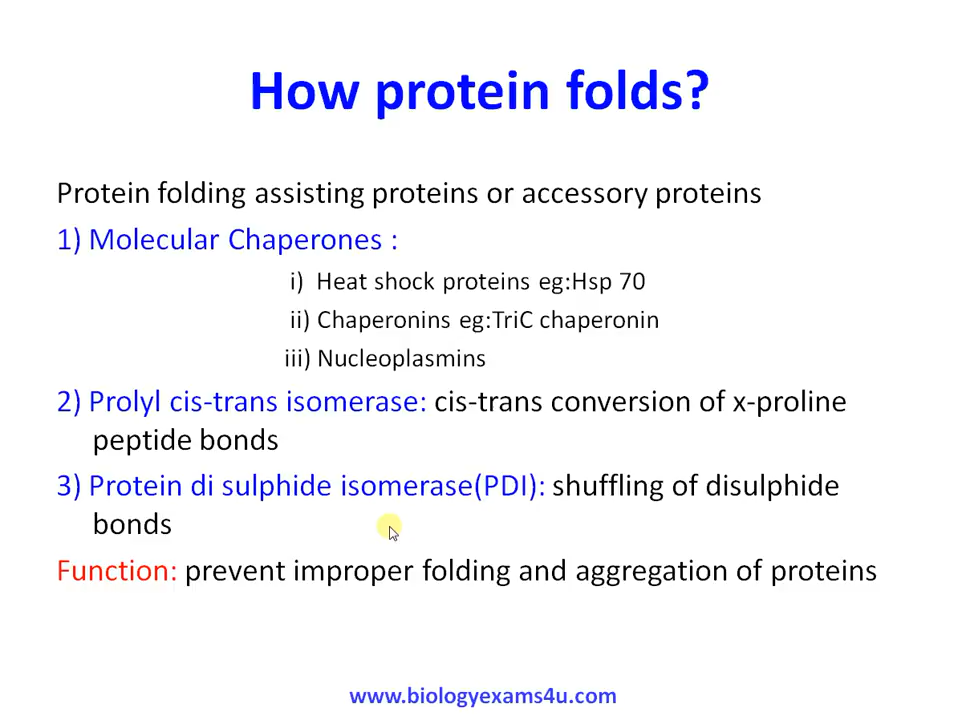 How protein folds?
Protein folding assisting proteins or accessory proteins
1) Molecular Chaperones :
i) Heat shock proteins eg:Hsp 70
ii) Chaperonins eg:TriC chaperonin
iii) Nucleoplasmins
2) Prolyl cis-trans isomerase: cis-trans conversion of x-proline
peptide bonds
3) Protein di sulphide isomerase(PDI): shuffling of disulphide
bonds
Function: prevent improper folding and aggregation of proteins
www.biologyexams4u.com